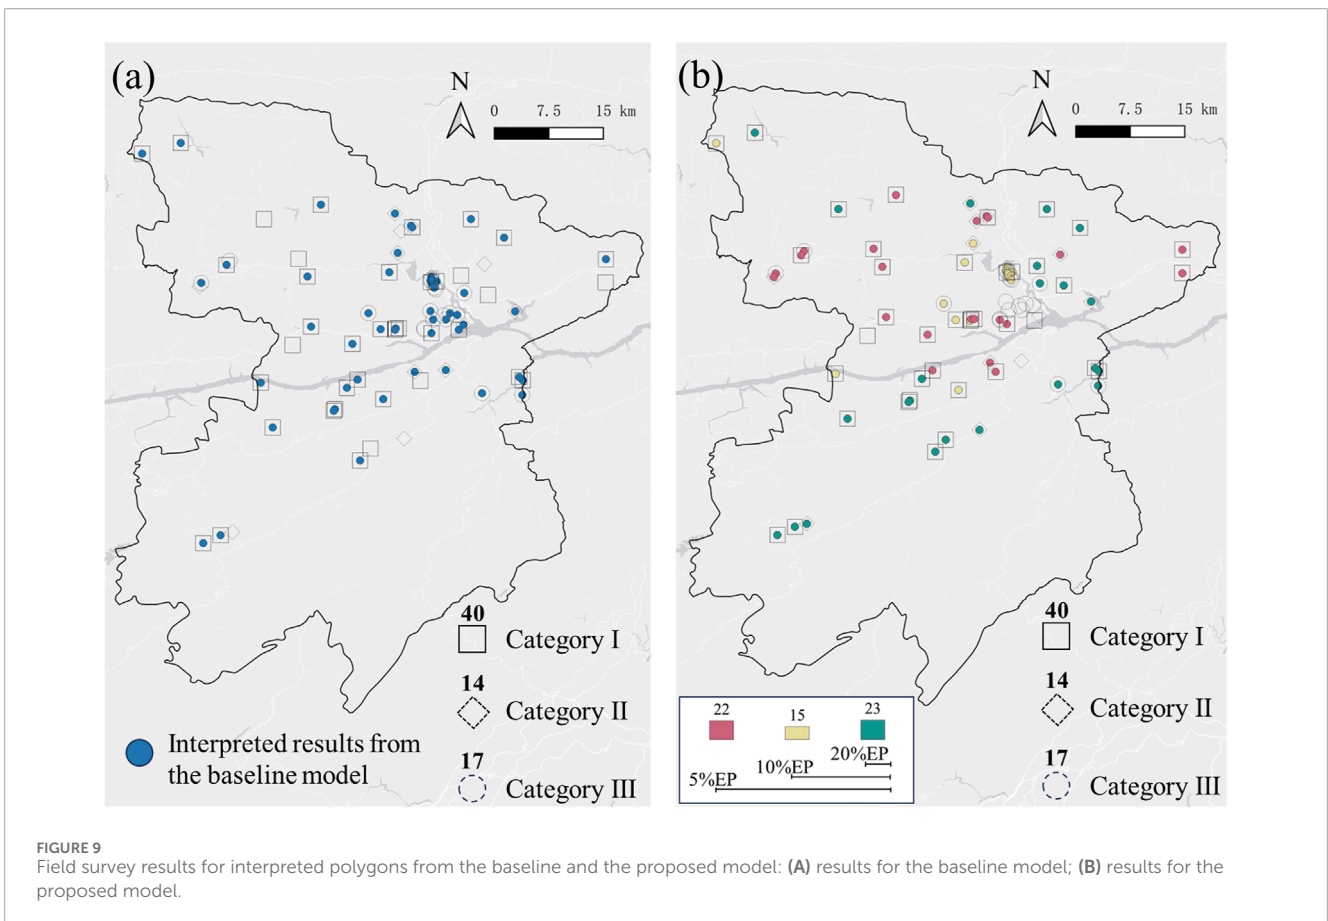 (a)
N
0 7.5 15 km
40
Category I
14
Category II
17
Category III
Interpreted results from
the baseline model
(b)
N
0 7.5 15 km
40
Category I
14
Category II
17
Category III
22 15 23
20%EP
10%EP
5%EP
FIGURE 9
Field survey results for interpreted polygons from the baseline and the proposed model: (A) results for the baseline model; (B) results for the
proposed model.